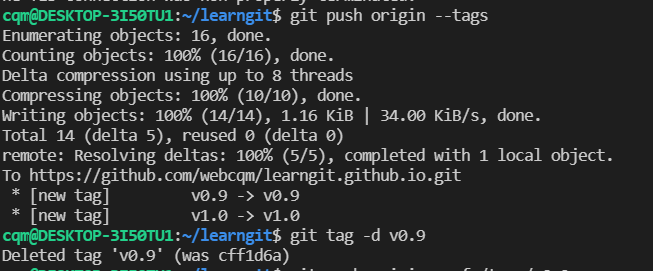 cqm@DESKTOP-3I50TU1:~/learngit$ git push origin --tags
Enumerating objects: 16, done.
Counting objects: 100% (16/16), done.
Delta compression using up to 8 threads
Compressing objects: 100% (10/10), done.
Writing objects: 100% (14/14), 1.16 KiB | 34.00 KiB/s, done.
Total 14 (delta 5), reused 0 (delta 0)
remote: Resolving deltas: 100% (5/5), completed with 1 local object.
To https://github.com/webcqm/learngit.github.io.git
 * [new tag]         v0.9 -> v0.9
 * [new tag]         v1.0 -> v1.0
cqm@DESKTOP-3I50TU1:~/learngit$ git tag -d v0.9
Deleted tag 'v0.9' (was cff1d6a)